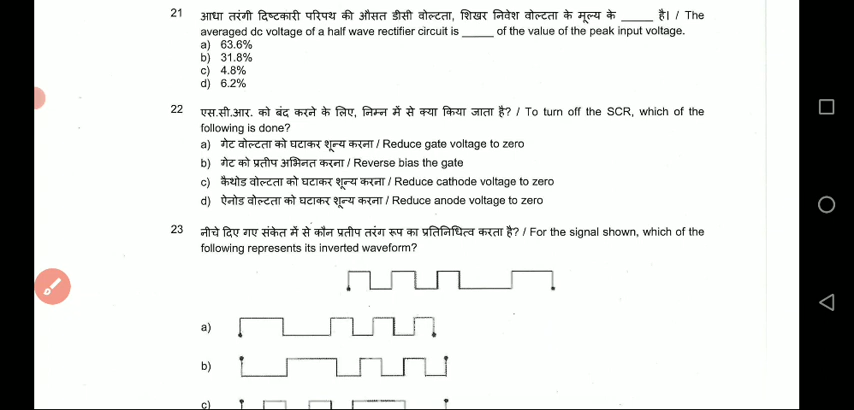 21 आधा तरंगी दिष्टकारी परिपथ की औसत डीसी वोल्टता, शिखर निवेश वोल्टता के मूल्य के _____ है। / The
averaged dc voltage of a half wave rectifier circuit is _____ of the value of the peak input voltage.
a) 63.6%
b) 31.8%
c) 4.8%
d) 6.2%
22 एस.सी.आर. को बंद करने के लिए, निम्न में से क्या किया जाता है? / To turn off the SCR, which of the
following is done?
a) गेट वोल्टता को घटाकर शून्य करना / Reduce gate voltage to zero
b) गेट को प्रतीप अभिनत करना / Reverse bias the gate
c) कैथोड वोल्टता को घटाकर शून्य करना / Reduce cathode voltage to zero
d) ऐनोड वोल्टता को घटाकर शून्य करना / Reduce anode voltage to zero
23 नीचे दिए गए संकेत में से कौन प्रतीप तरंग रूप का प्रतिनिधित्व करता है? / For the signal shown, which of the
following represents its inverted waveform?
a)
b)
c)